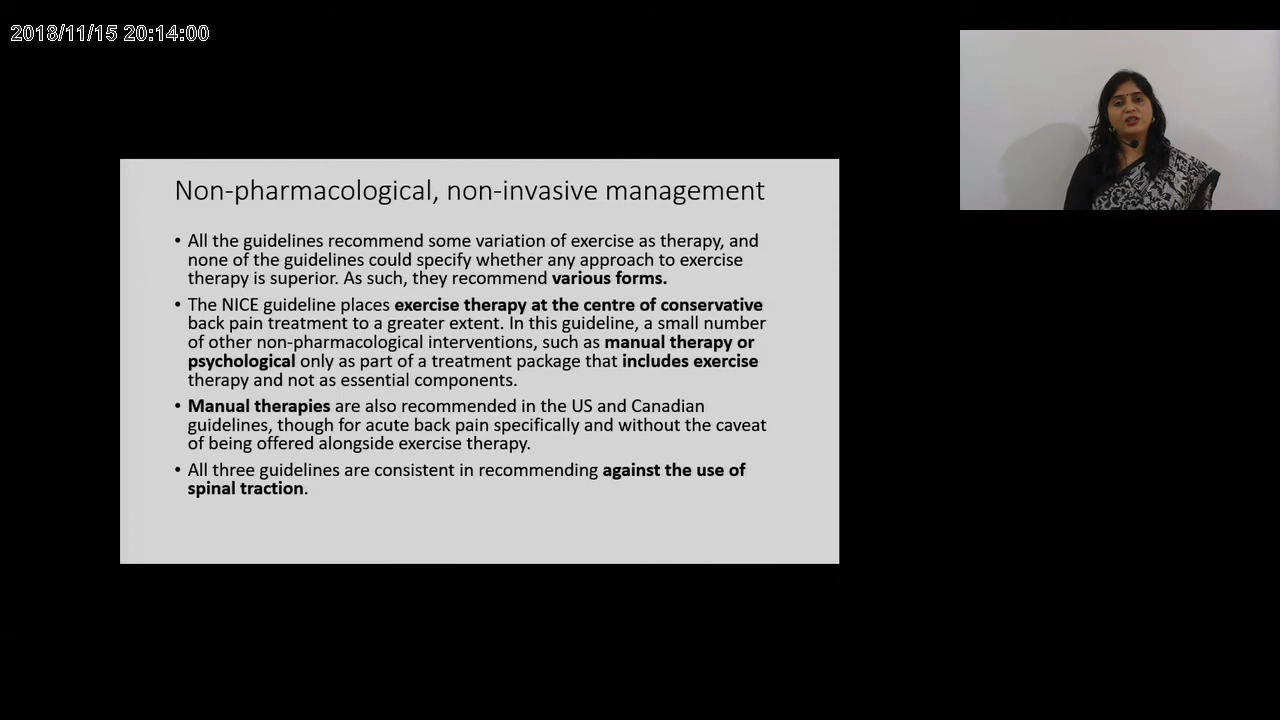 2018/11/15 20:14:00
Non-pharmacological, non-invasive management
• All the guidelines recommend some variation of exercise as therapy, and
none of the guidelines could specify whether any approach to exercise
therapy is superior. As such, they recommend various forms.
• The NICE guideline places exercise therapy at the centre of conservative
back pain treatment to a greater extent. In this guideline, a small number
of other non-pharmacological interventions, such as manual therapy or
psychological only as part of a treatment package that includes exercise
therapy and not as essential components.
• Manual therapies are also recommended in the US and Canadian
guidelines, though for acute back pain specifically and without the caveat
of being offered alongside exercise therapy.
• All three guidelines are consistent in recommending against the use of
spinal traction.